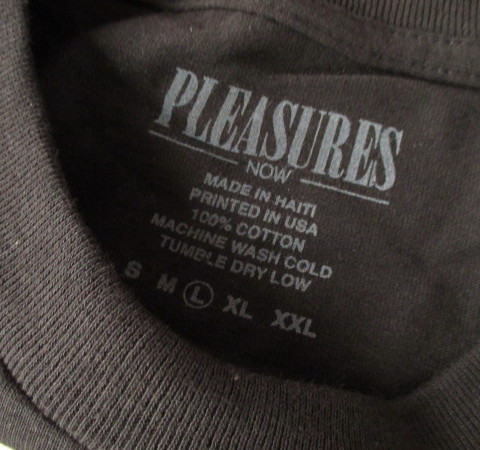 PLEASURES
NOW
MADE IN HAITI
PRINTED IN USA
100% COTTON
MACHINE WASH COLD
TUMBLE DRY LOW
S M L XL XXL